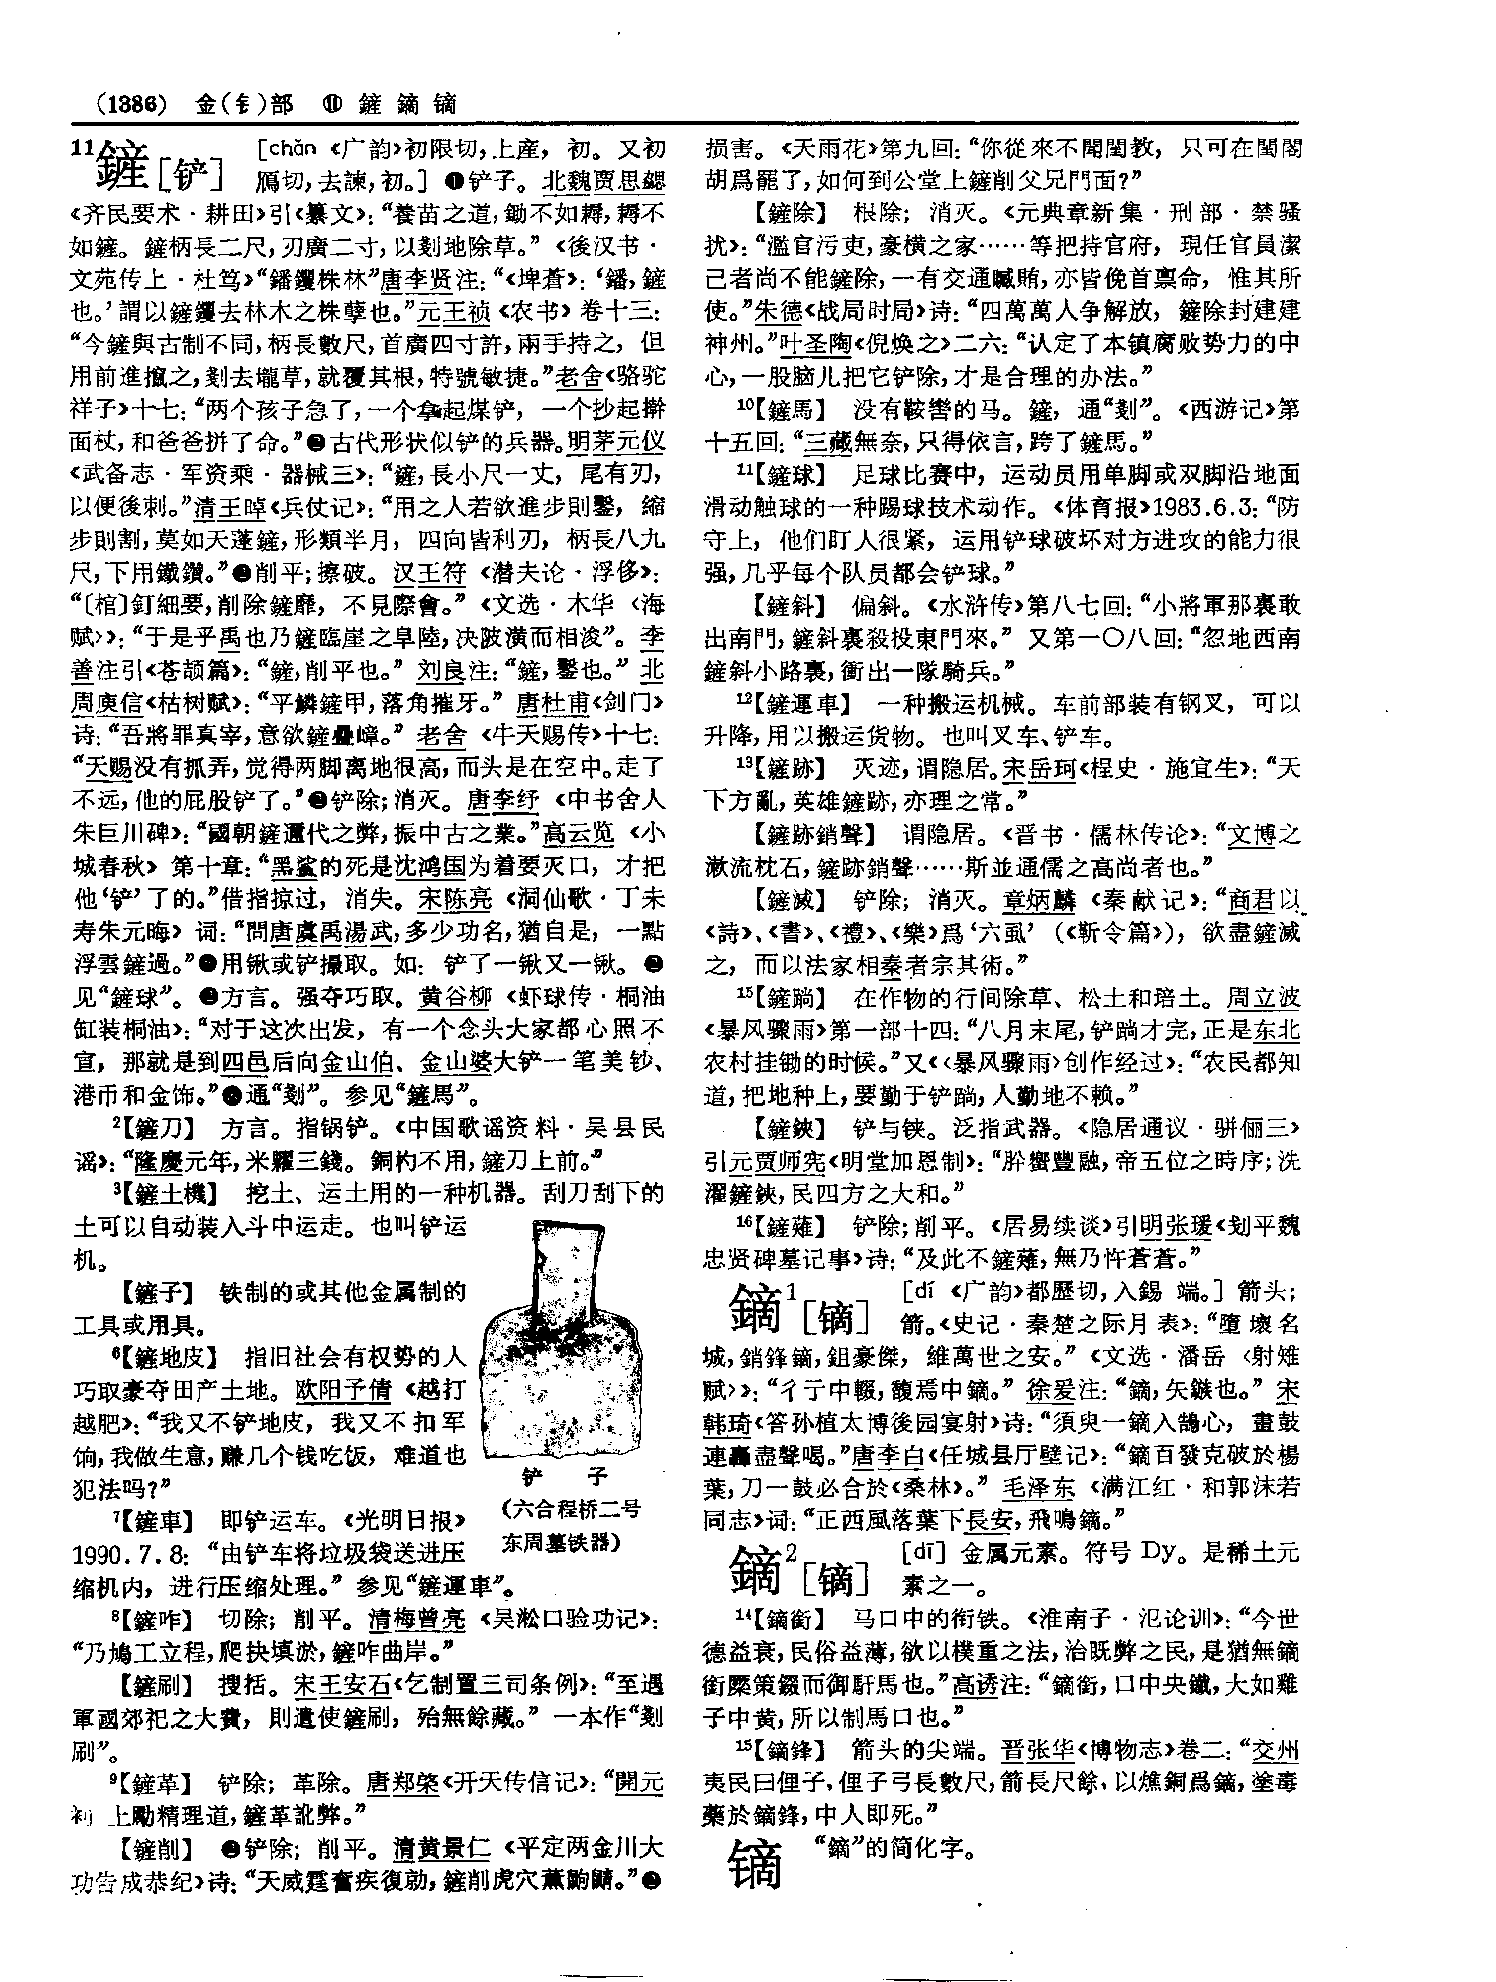 (1386) 金(钅)部 ⑪ 鏟 鏑 镝
11鏟[铲] [chǎn 《广韵》初限切,上產,初。又初
鴈切,去諫,初。] ❶铲子。北魏贾思勰
《齐民要术·耕田》引《纂文》:“養苗之道,鋤不如耨,耨不
如鏟。鏟柄長二尺,刃廣二寸,以剗地除草。”《後汉书·
文苑传上·杜笃》“鐇钁株林”唐李贤注:“《埤蒼》:‘鐇,鏟
也。’謂以鏟钁去林木之株孽也。”元王祯《农书》卷十三:
“今鏟與古制不同,柄長數尺,首廣四寸許,兩手持之,但
用前進攛之,剗去壠草,就覆其根,特號敏捷。”老舍《骆驼
祥子》十七:“两个孩子急了,一个拿起煤铲,一个抄起擀
面杖,和爸爸拼了命。”❷古代形状似铲的兵器。明茅元仪
《武备志·军资乘·器械三》:“鏟,長小尺一丈,尾有刃,
以便後刺。”清王晫《兵仗记》:“用之人若欲進步則鏨,縮
步則割,莫如天蓬鏟,形類半月,四向皆利刃,柄長八九
尺,下用鐵鑽。”❸削平;擦破。汉王符《潜夫论·浮侈》:
“〔棺〕釘細要,削除鏟靡,不見際會。”《文选·木华〈海
赋〉》:“于是乎禹也乃鏟臨崖之阜陸,决陂潢而相浚”。李
善注引《苍颉篇》:“鏟,削平也。”刘良注:“鏟,鑿也。”北
周庾信《枯树赋》:“平鱗鏟甲,落角摧牙。”唐杜甫《剑门》
诗:“吾將罪真宰,意欲鏟疊嶂。”老舍《牛天赐传》十七:
“天赐没有抓弄,觉得两脚离地很高,而头是在空中。走了
不远,他的屁股铲了。”❹铲除;消灭。唐李纾《中书舍人
朱巨川碑》:“國朝鏟邇代之弊,振中古之業。”高云览《小
城春秋》第十章:“黑鲨的死是沈鸿国为着要灭口,才把
他‘铲’了的。”借指掠过,消失。宋陈亮《洞仙歌·丁未
寿朱元晦》词:“問唐虞禹湯武,多少功名,猶自是,一點
浮雲鏟過。”❺用锹或铲撮取。如:铲了一锹又一锹。❻
见“鏟球”。❼方言。强夺巧取。黄谷柳《虾球传·桐油
缸装桐油》:“对于这次出发,有一个念头大家都心照不
宣,那就是到四邑后向金山伯、金山婆大铲一笔美钞、
港币和金饰。”❽通“剗”。参见“鏟馬”。
2【鏟刀】 方言。指锅铲。《中国歌谣资料·吴县民
谣》:“隆慶元年,米糶三錢。銅杓不用,鏟刀上前。”
3【鏟土機】 挖土、运土用的一种机器。刮刀刮下的
土可以自动装入斗中运走。也叫铲运
机。
【鏟子】 铁制的或其他金属制的
工具或用具。
6【鏟地皮】 指旧社会有权势的人
巧取豪夺田产土地。欧阳予倩《越打
越肥》:“我又不铲地皮,我又不扣军
饷,我做生意,赚几个钱吃饭,难道也
犯法吗?”
铲 子
(六合程桥二号
东周墓铁器)
7【鏟車】 即铲运车。《光明日报》
1990.7.8:“由铲车将垃圾袋送进压
缩机内,进行压缩处理。”参见“鏟運車”。
8【鏟咋】 切除;削平。清梅曾亮《吴淞口验功记》:
“乃鳩工立程,爬抉填淤,鏟咋曲岸。”
【鏟刷】 搜括。宋王安石《乞制置三司条例》:“至遇
軍國郊祀之大費,則遣使鏟刷,殆無餘藏。”一本作“剗
刷”。
9【鏟革】 铲除;革除。唐郑綮《开天传信记》:“開元
初 上勵精理道,鏟革訛弊。”
【鏟削】 ❶铲除;削平。清黄景仁《平定两金川大
功告成恭纪》诗:“天威霆奮疾復勍,鏟削虎穴薰鼩鼱。”❷
損害。《天雨花》第九回:“你從來不聞閨教,只可在閨閣
胡爲罷了,如何到公堂上鏟削父兄門面?”
【鏟除】 根除;消灭。《元典章新集·刑部·禁骚
扰》:“濫官污吏,豪橫之家……等把持官府,現任官員潔
己者尚不能鏟除,一有交通贓賄,亦皆俛首禀命,惟其所
使。”朱德《战局时局》诗:“四萬萬人争解放,鏟除封建建
神州。”叶圣陶《倪焕之》二六:“认定了本镇腐败势力的中
心,一股脑儿把它铲除,才是合理的办法。”
10【鏟馬】 没有鞍辔的马。鏟,通“剗”。《西游记》第
十五回:“三藏無奈,只得依言,跨了鏟馬。”
11【鏟球】 足球比赛中,运动员用单脚或双脚沿地面
滑动触球的一种踢球技术动作。《体育报》1983.6.3:“防
守上,他们盯人很紧,运用铲球破坏对方进攻的能力很
强,几乎每个队员都会铲球。”
【鏟斜】 偏斜。《水浒传》第八七回:“小將軍那裏敢
出南門,鏟斜裏殺投東門來。”又第一〇八回:“忽地西南
鏟斜小路裏,衝出一隊騎兵。”
12【鏟運車】 一种搬运机械。车前部装有钢叉,可以
升降,用以搬运货物。也叫叉车、铲车。
13【鏟跡】 灭迹,谓隐居。宋岳珂《桯史·施宜生》:“天
下方亂,英雄鏟跡,亦理之常。”
【鏟跡銷聲】 谓隐居。《晋书·儒林传论》:“文博之
漱流枕石,鏟跡銷聲……斯並通儒之高尚者也。”
【鏟滅】 铲除;消灭。章炳麟《秦献记》:“商君以
《詩》、《書》、《禮》、《樂》爲‘六虱’(《靳令篇》),欲盡鏟滅
之,而以法家相秦者宗其術。”
15【鏟趟】 在作物的行间除草、松土和培土。周立波
《暴风骤雨》第一部十四:“八月末尾,铲趟才完,正是东北
农村挂锄的时候。”又《〈暴风骤雨〉创作经过》:“农民都知
道,把地种上,要勤于铲趟,人勤地不赖。”
【鏟鋏】 铲与铗。泛指武器。《隐居通议·骈俪三》
引元贾师宪《明堂加恩制》:“肸蠁豐融,帝五位之時序;洗
濯鏟鋏,民四方之大和。”
16【鏟薙】 铲除;削平。《居易续谈》引明张瑗《刬平魏
忠贤碑墓记事》诗:“及此不鏟薙,無乃忤蒼蒼。”
鏑1[镝] [dí 《广韵》都歷切,入錫 端。] 箭头;
箭。《史记·秦楚之际月表》:“墮壞名
城,銷鋒鏑,鉏豪傑,維萬世之安。”《文选·潘岳〈射雉
赋〉》:“彳亍中輟,馥焉中鏑。”徐爰注:“鏑,矢鏃也。”宋
韩琦《答孙植太博後园宴射》诗:“須臾一鏑入鵠心,畫鼓
連轟盡聲喝。”唐李白《任城县厅壁记》:“鏑百發克破於楊
葉,刀一鼓必合於《桑林》。”毛泽东《满江红·和郭沫若
同志》词:“正西風落葉下長安,飛鳴鏑。”
鏑2[镝] [dī] 金属元素。符号 Dy。是稀土元
素之一。
14【鏑銜】 马口中的衔铁。《淮南子·氾论训》:“今世
德益衰,民俗益薄,欲以樸重之法,治既弊之民,是猶無鏑
銜橜策錣而御馯馬也。”高诱注:“鏑銜,口中央鐵,大如雞
子中黄,所以制馬口也。”
15【鏑鋒】 箭头的尖端。晋张华《博物志》卷二:“交州
夷民曰俚子,俚子弓長數尺,箭長尺餘,以燋銅爲鏑,塗毒
藥於鏑鋒,中人即死。”
镝 “鏑”的简化字。